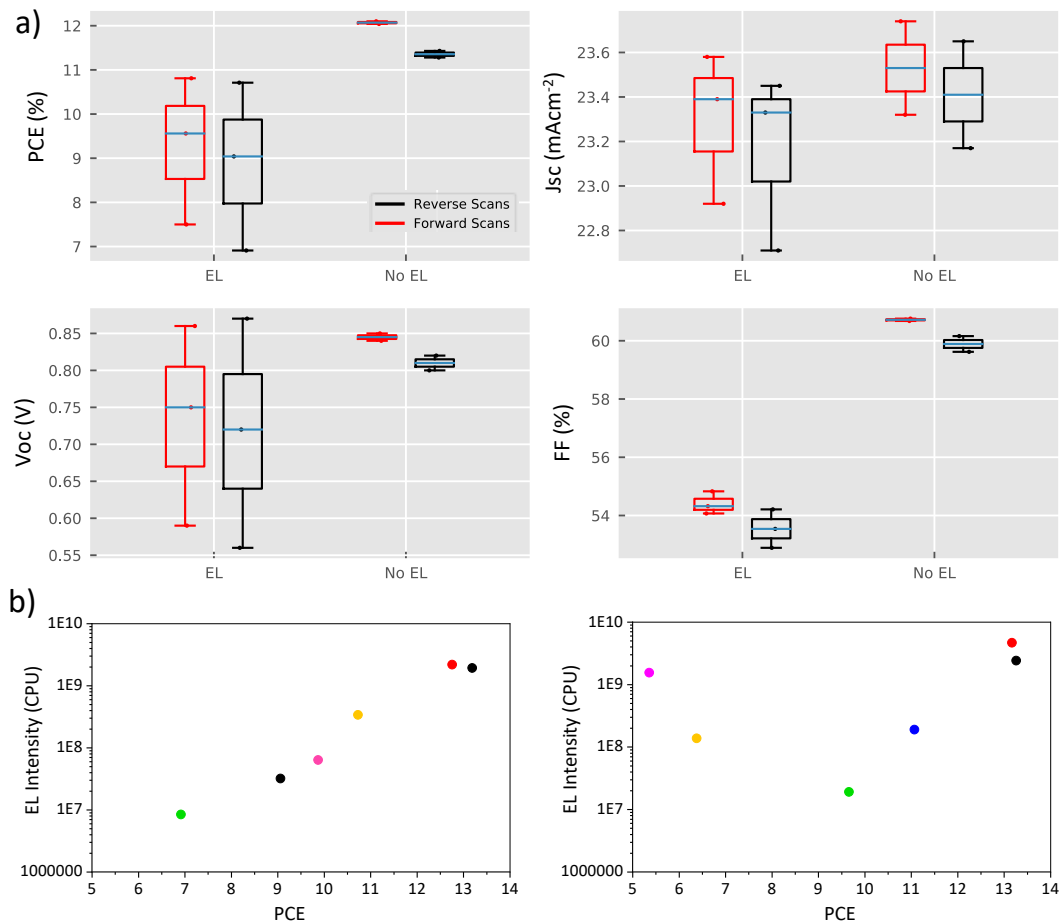 a)
PCE (%)
12
11
10
9
8
7
EL
No EL
Reverse Scans
Forward Scans
Jsc (mAcm⁻²)
23.6
23.4
23.2
23.0
22.8
EL
No EL
Voc (V)
0.85
0.80
0.75
0.70
0.65
0.60
0.55
EL
No EL
FF (%)
60
58
56
54
EL
No EL
b)
EL Intensity (CPU)
1E10
1E9
1E8
1E7
1000000
5 6 7 8 9 10 11 12 13 14
PCE
EL Intensity (CPU)
1E10
1E9
1E8
1E7
1000000
5 6 7 8 9 10 11 12 13 14
PCE